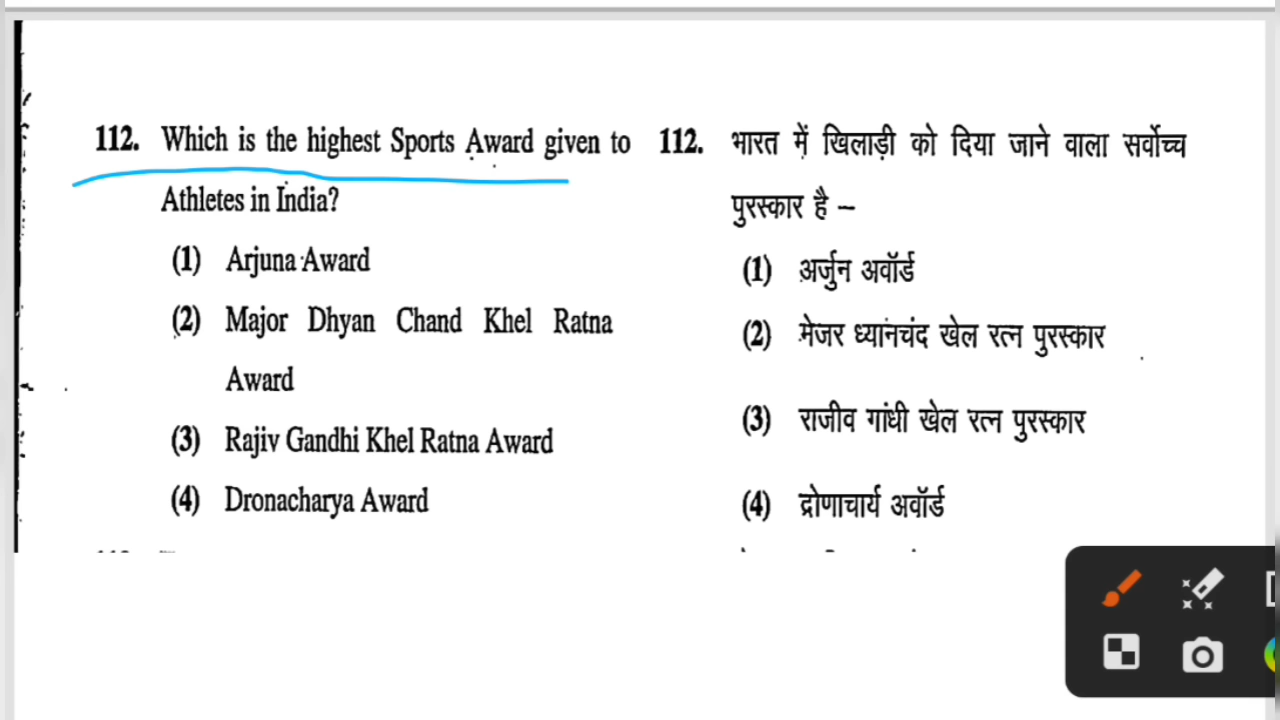 112. Which is the highest Sports Award given to
Athletes in India?
(1) Arjuna Award
(2) Major Dhyan Chand Khel Ratna
Award
(3) Rajiv Gandhi Khel Ratna Award
(4) Dronacharya Award
112. भारत में खिलाड़ी को दिया जाने वाला सर्वोच्च
पुरस्कार है –
(1) अर्जुन अवॉर्ड
(2) मेजर ध्यानचंद खेल रत्न पुरस्कार
(3) राजीव गांधी खेल रत्न पुरस्कार
(4) द्रोणाचार्य अवॉर्ड